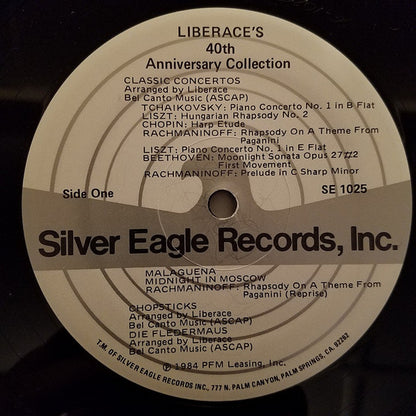 LIBERACE'S
40th
Anniversary Collection
CLASSIC CONCERTOS
Arranged by Liberace
Bel Canto Music (ASCAP)
TCHAIKOVSKY: Piano Concerto No. 1 in B Flat
LISZT: Hungarian Rhapsody No. 2
CHOPIN: Harp Etude
RACHMANINOFF: Rhapsody On A Theme From
Paganini
LISZT: Piano Concerto No. 1 in E Flat
BEETHOVEN: Moonlight Sonata Opus 27#2
First Movement
RACHMANINOFF: Prelude in C Sharp Minor
Side One SE 1025
Silver Eagle Records, Inc.
MALAGUENA
MIDNIGHT IN MOSCOW
RACHMANINOFF: Rhapsody On A Theme From
Paganini (Reprise)
CHOPSTICKS
Arranged by Liberace
Bel Canto Music (ASCAP)
DIE FLEDERMAUS
Arranged by Liberace
Bel Canto Music (ASCAP)
℗ 1984 PFM Leasing, Inc.
T.M. OF SILVER EAGLE RECORDS INC., 777 N. PALM CANYON, PALM SPRINGS, CA. 92262